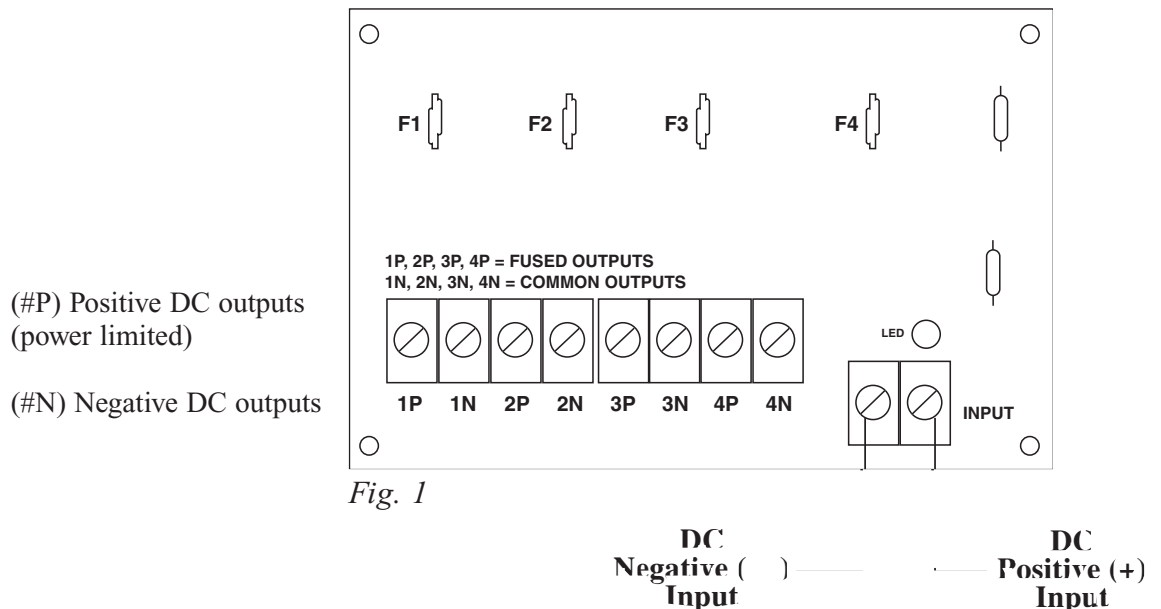 F1 F2 F3 F4
1P, 2P, 3P, 4P = FUSED OUTPUTS
1N, 2N, 3N, 4N = COMMON OUTPUTS
(#P) Positive DC outputs
(power limited)
LED
(#N) Negative DC outputs
1P 1N 2P 2N 3P 3N 4P 4N
INPUT
Fig. 1
DC
Negative ( )
Input
DC
Positive (+)
Input